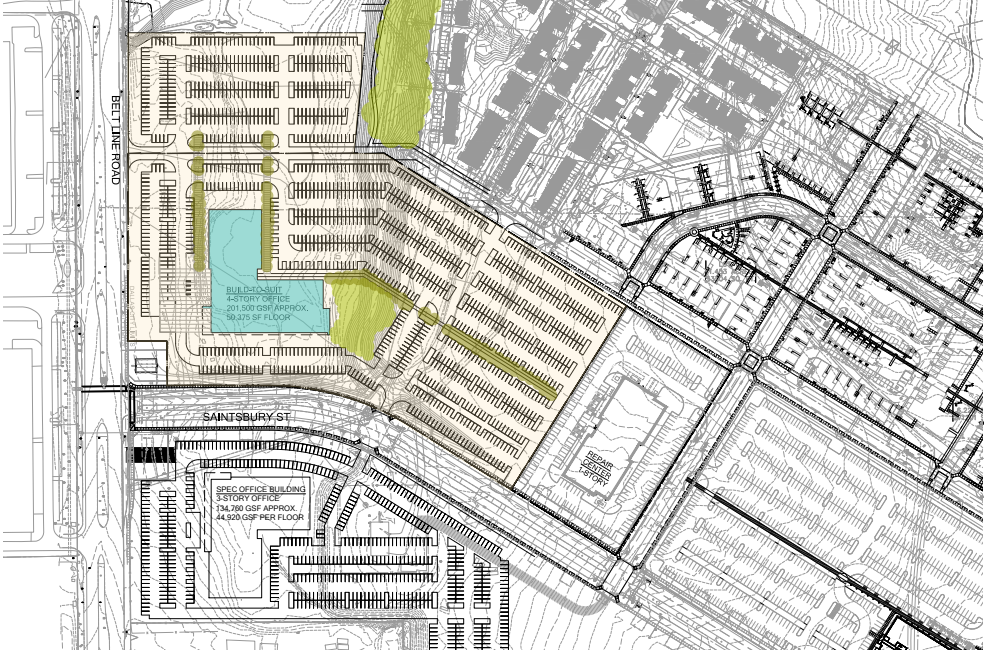 BELT LINE ROAD
BUILD-TO-SUIT
4-STORY OFFICE
201,500 GSF APPROX.
50,375 SF FLOOR
SAINTSBURY ST
REPAIR
CENTER
SPEC OFFICE BUILDING
3-STORY OFFICE
134,760 GSF APPROX.
44,920 GSF PER FLOOR